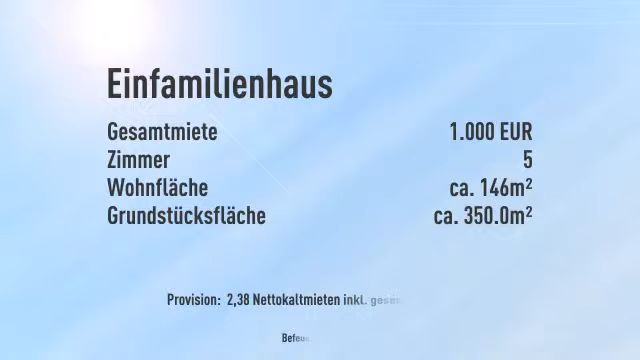 Einfamilienhaus
Gesamtmiete 1.000 EUR
Zimmer 5
Wohnfläche ca. 146m²
Grundstücksfläche ca. 350.0m²
Provision: 2,38 Nettokaltmieten inkl.